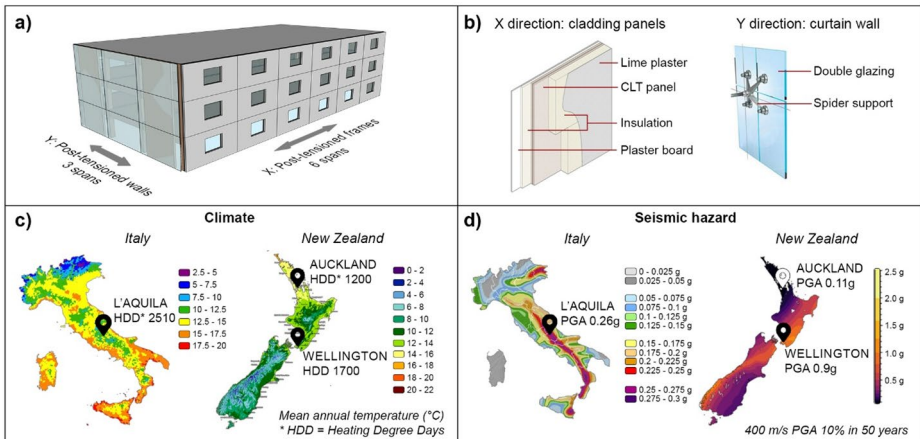 a)
Y: Post-tensioned walls
3 spans
X: Post-tensioned frames
6 spans
b)
X direction: cladding panels
Lime plaster
CLT panel
Insulation
Plaster board
Y direction: curtain wall
Double glazing
Spider support
c)
Climate
Italy
L'AQUILA
HDD* 2510
2.5 - 5
5 - 7.5
7.5 - 10
10 - 12.5
12.5 - 15
15 - 17.5
17.5 - 20
New Zealand
AUCKLAND
HDD* 1200
WELLINGTON
HDD 1700
0 - 2
2 - 4
4 - 6
6 - 8
8 - 10
10 - 12
12 - 14
14 - 16
16 - 18
18 - 20
20 - 22
Mean annual temperature (°C)
* HDD = Heating Degree Days
d)
Seismic hazard
Italy
L'AQUILA
PGA 0.26g
0 - 0.025 g
0.025 - 0.05 g
0.05 - 0.075 g
0.075 - 0.1 g
0.1 - 0.125 g
0.125 - 0.15 g
0.15 - 0.175 g
0.175 - 0.2 g
0.2 - 0.225 g
0.225 - 0.25 g
0.25 - 0.275 g
0.275 - 0.3 g
New Zealand
AUCKLAND
PGA 0.11g
WELLINGTON
PGA 0.9g
2.5 g
2.0 g
1.5 g
1.0 g
0.5 g
400 m/s PGA 10% in 50 years